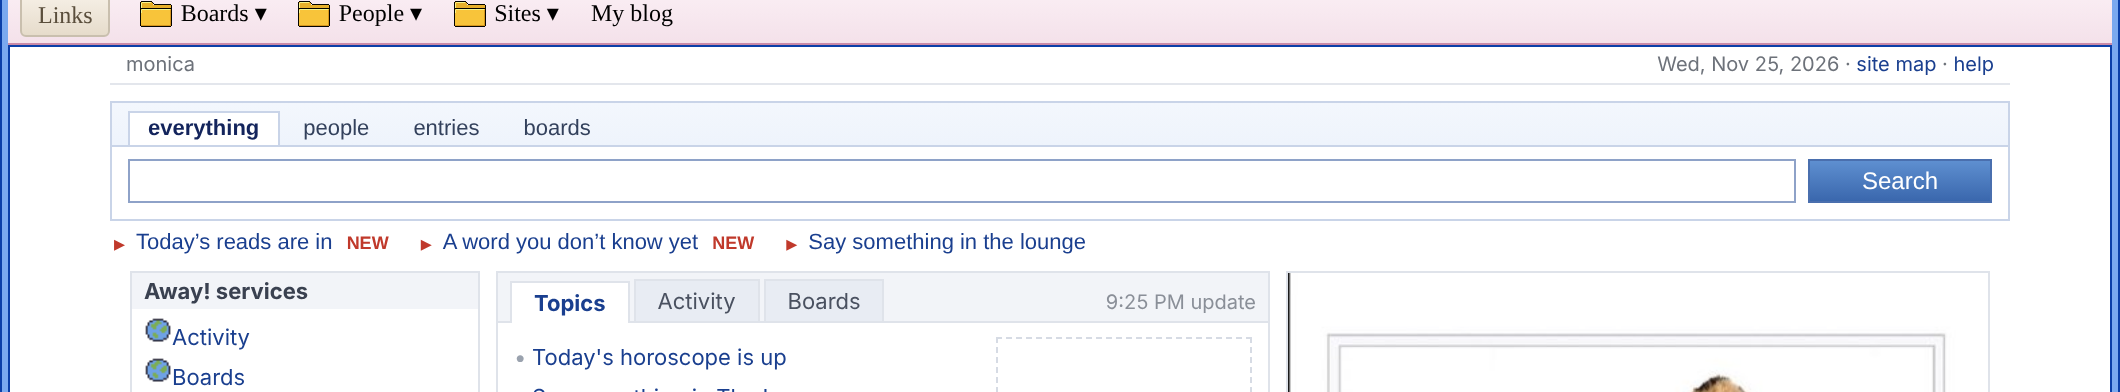 Links Boards ▾ People ▾ Sites ▾ My blog
monica Wed, Nov 25, 2026 · site map · help
everything people entries boards
Search
► Today’s reads are in NEW ► A word you don’t know yet NEW ► Say something in the lounge
Away! services
Topics Activity Boards 9:25 PM update
Activity
• Today's horoscope is up
Boards